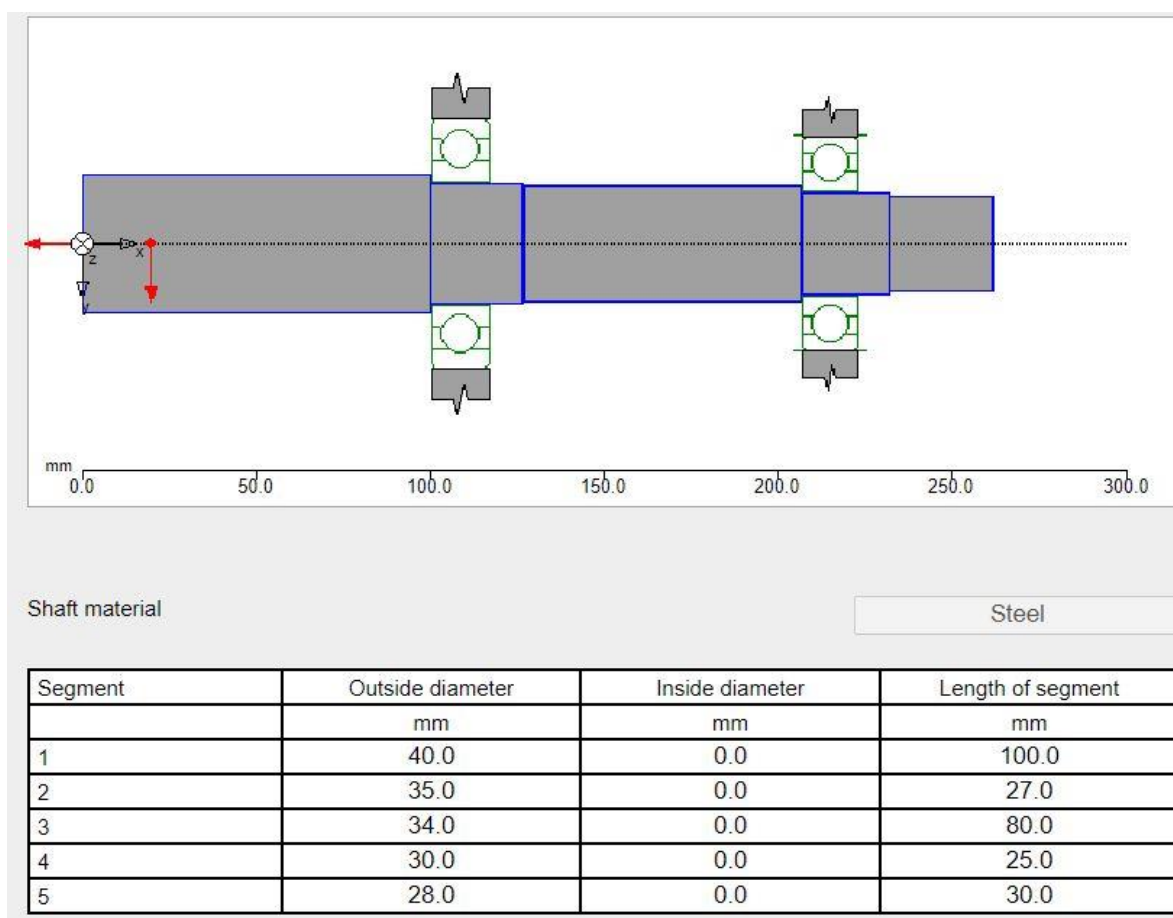 z
x
y
mm
0.0 50.0 100.0 150.0 200.0 250.0 300.0
Shaft material Steel
Segment Outside diameter Inside diameter Length of segment
mm mm mm
1 40.0 0.0 100.0
2 35.0 0.0 27.0
3 34.0 0.0 80.0
4 30.0 0.0 25.0
5 28.0 0.0 30.0